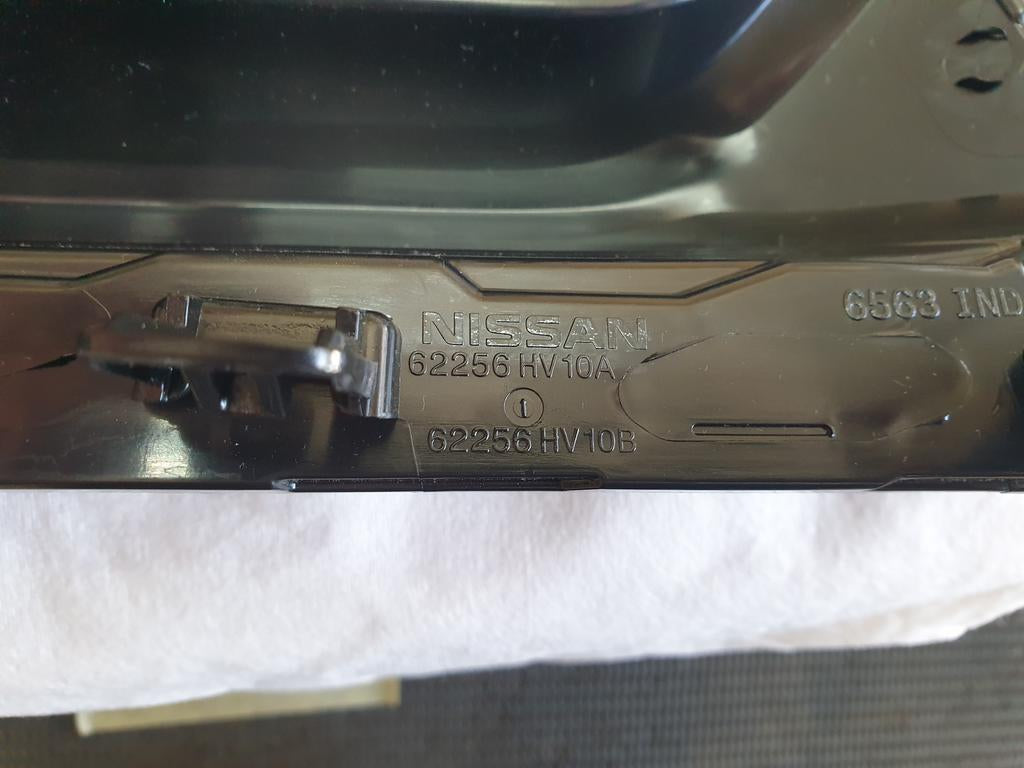 NISSAN
6563 IND
62256 HV10A
1
62256 HV10B